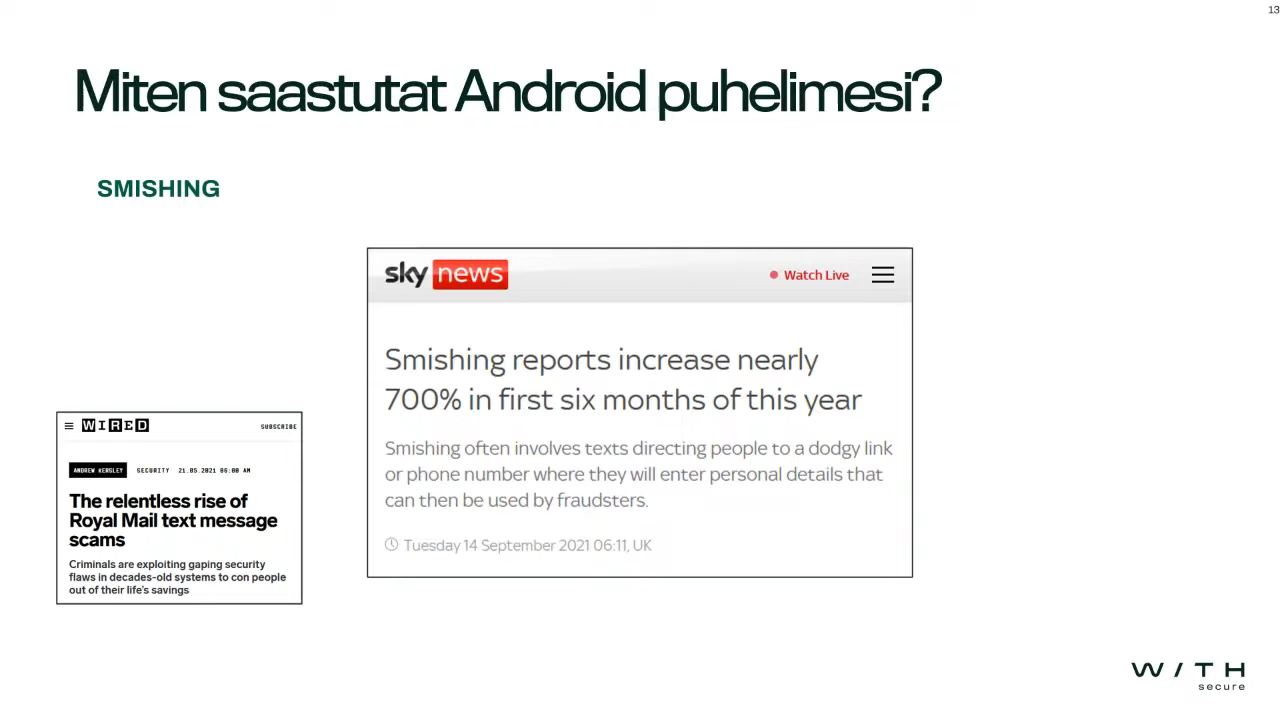 13
Miten saastutat Android puhelimesi?
SMISHING
sky news
Watch Live
Smishing reports increase nearly
700% in first six months of this year
Smishing often involves texts directing people to a dodgy link
or phone number where they will enter personal details that
can then be used by fraudsters.
Tuesday 14 September 2021 06:11, UK
WIRED
SUBSCRIBE
ANDREW KERSLEY SECURITY 21.05.2021 06:00 AM
The relentless rise of
Royal Mail text message
scams
Criminals are exploiting gaping security
flaws in decades-old systems to con people
out of their life's savings
WITH
secure